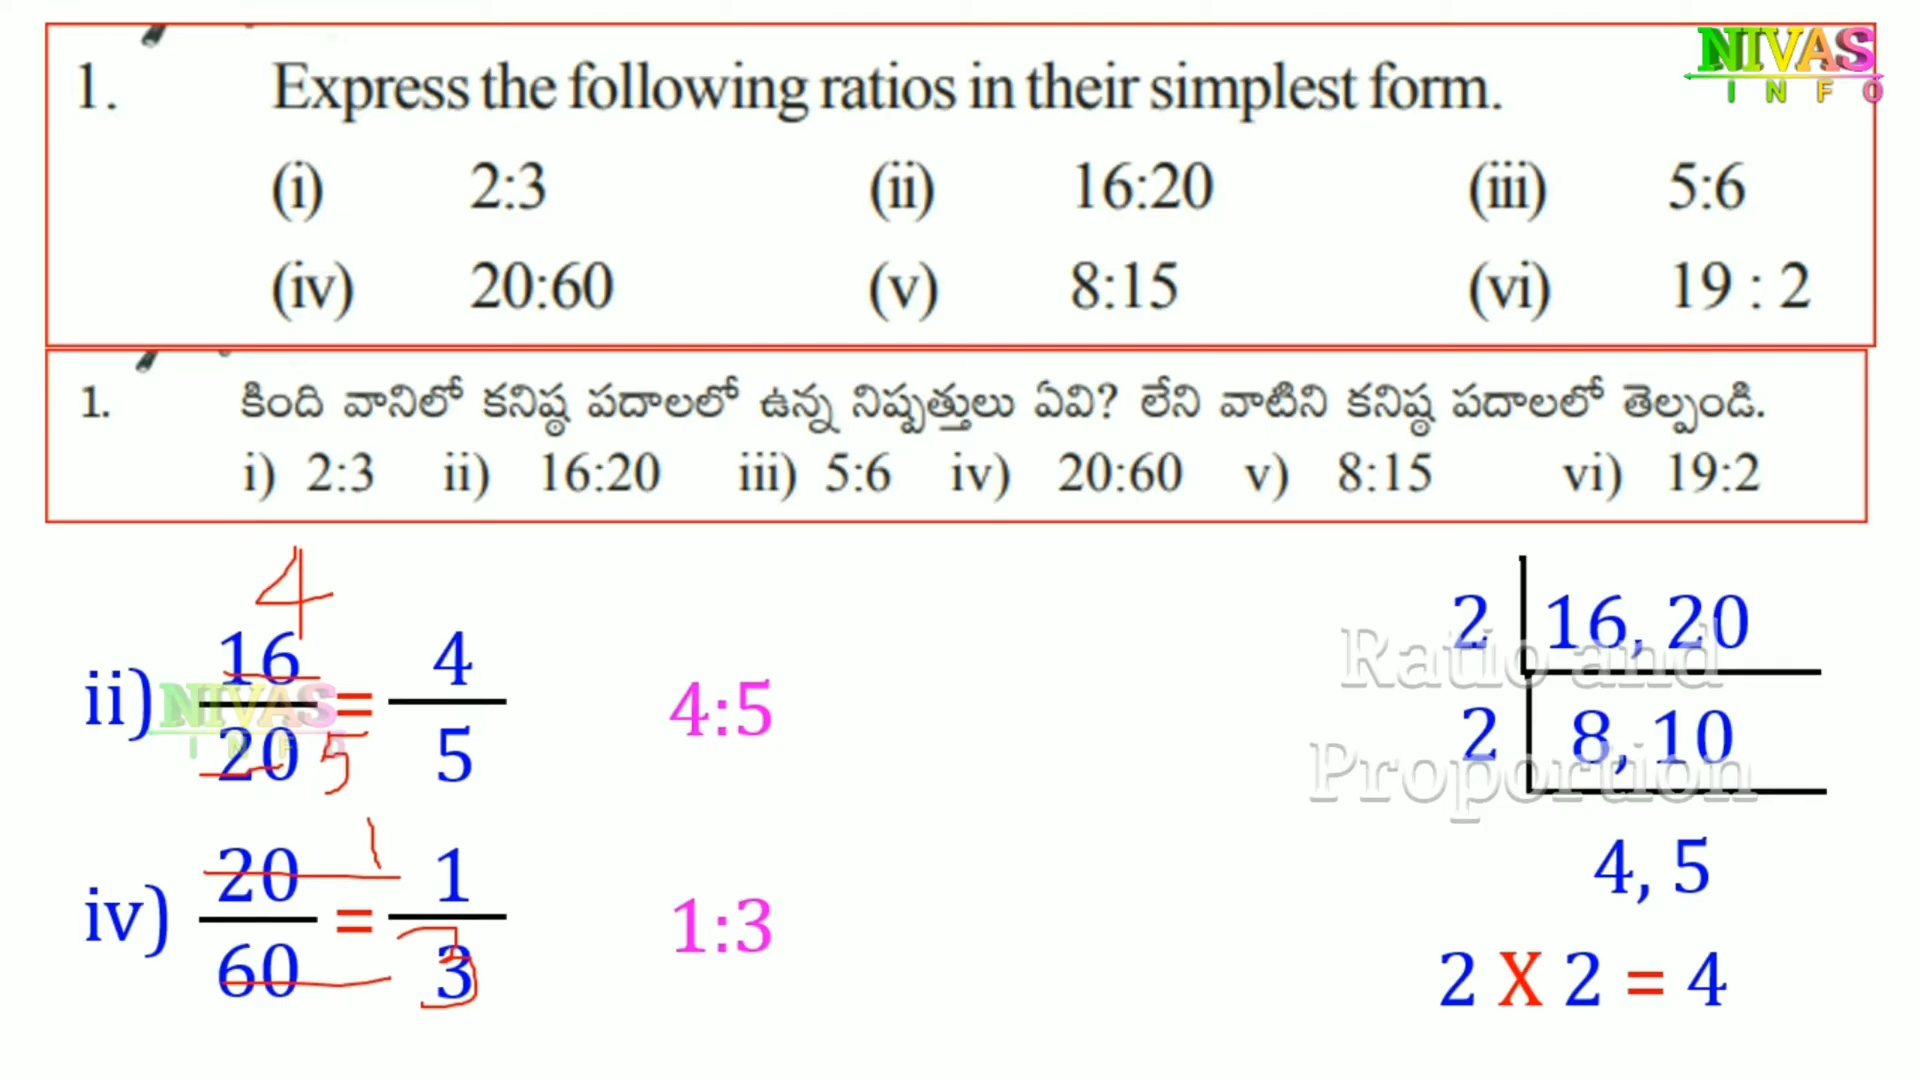 NIVAS
INFO
1. Express the following ratios in their simplest form.
(i) 2:3 (ii) 16:20 (iii) 5:6
(iv) 20:60 (v) 8:15 (vi) 19 : 2
1. కింది వానిలో కనిష్ఠ పదాలలో ఉన్న నిష్పత్తులు ఏవి? లేని వాటిని కనిష్ఠ పదాలలో తెల్పండి.
i) 2:3 ii) 16:20 iii) 5:6 iv) 20:60 v) 8:15 vi) 19:2
4
ii) 16/20 = 4/5 4:5
5
NIVAS
INFO
1
iv) 20/60 = 1/3 1:3
3
2 16, 20
2 8, 10
4, 5
2 X 2 = 4
Ratio and
Proportion